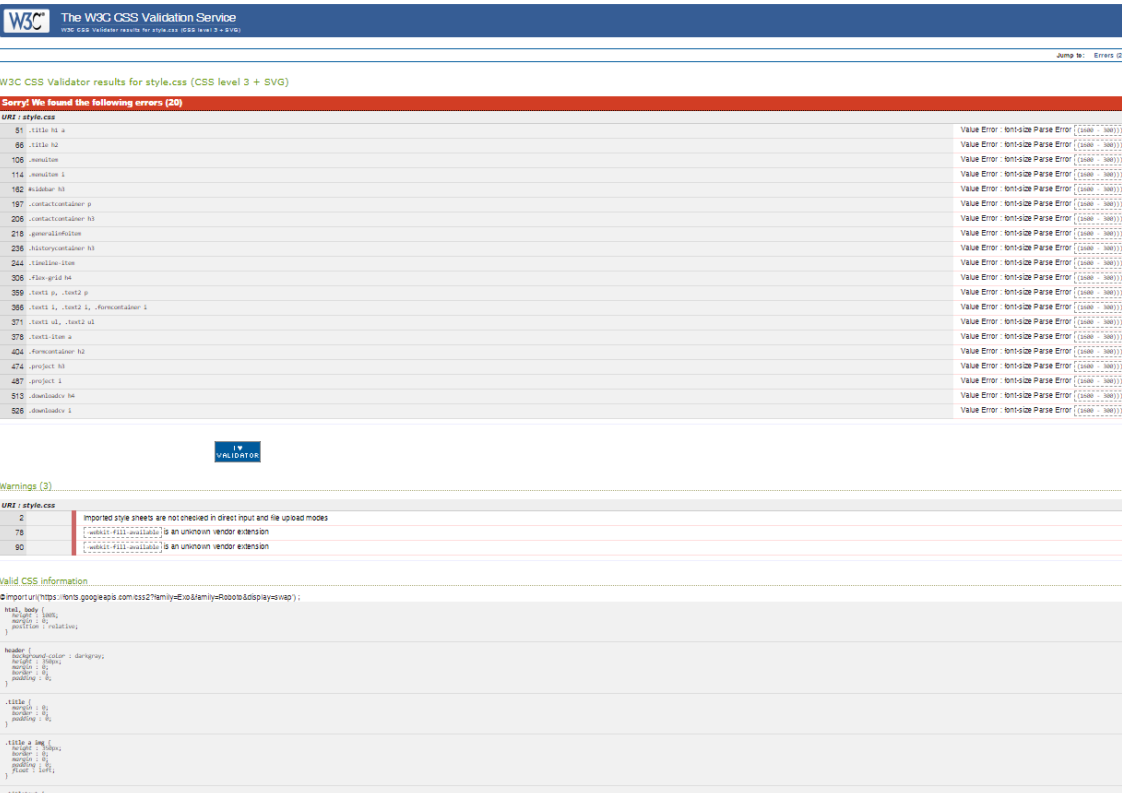 W3C®
The W3C CSS Validation Service
W3C CSS Validator results for style.css (CSS level 3 + SVG)
Jump to: Errors (2
W3C CSS Validator results for style.css (CSS level 3 + SVG)
Sorry! We found the following errors (20)
URI : style.css
51 .title h1 a Value Error : font-size Parse Error (1600 - 300)))
66 .title h2 Value Error : font-size Parse Error (1600 - 300)))
106 .menuitem Value Error : font-size Parse Error (1600 - 300)))
114 .menuitem i Value Error : font-size Parse Error (1600 - 300)))
162 #sidebar h3 Value Error : font-size Parse Error (1600 - 300)))
197 .contactcontainer p Value Error : font-size Parse Error (1600 - 300)))
206 .contactcontainer h3 Value Error : font-size Parse Error (1600 - 300)))
218 .generalinfoitem Value Error : font-size Parse Error (1600 - 300)))
236 .historycontainer h3 Value Error : font-size Parse Error (1600 - 300)))
244 .timeline-item Value Error : font-size Parse Error (1600 - 300)))
306 .flex-grid h4 Value Error : font-size Parse Error (1600 - 300)))
359 .text1 p, .text2 p Value Error : font-size Parse Error (1600 - 300)))
366 .text1 i, .text2 i, .formcontainer i Value Error : font-size Parse Error (1600 - 300)))
371 .text1 ul, .text2 ul Value Error : font-size Parse Error (1600 - 300)))
378 .text1-item a Value Error : font-size Parse Error (1600 - 300)))
404 .formcontainer h2 Value Error : font-size Parse Error (1600 - 300)))
474 .project h3 Value Error : font-size Parse Error (1600 - 300)))
487 .project i Value Error : font-size Parse Error (1600 - 300)))
513 .downloadcv h4 Value Error : font-size Parse Error (1600 - 300)))
526 .downloadcv i Value Error : font-size Parse Error (1600 - 300)))
I ♥
VALIDATOR
Warnings (3)
URI : style.css
2 Imported style sheets are not checked in direct input and file upload modes
78 -webkit-fill-available is an unknown vendor extension
90 -webkit-fill-available is an unknown vendor extension
Valid CSS information
@import url('https://fonts.googleapis.com/css2?family=Exo&family=Roboto&display=swap') ;
html, body {
height : 100%;
margin : 0;
position : relative;
}
header {
background-color : darkgray;
height : 350px;
margin : 0;
border : 0;
padding : 0;
}
.title {
margin : 0;
border : 0;
padding : 0;
}
.title a img {
height : 350px;
border : 0;
margin : 0;
padding : 0;
float : left;
}